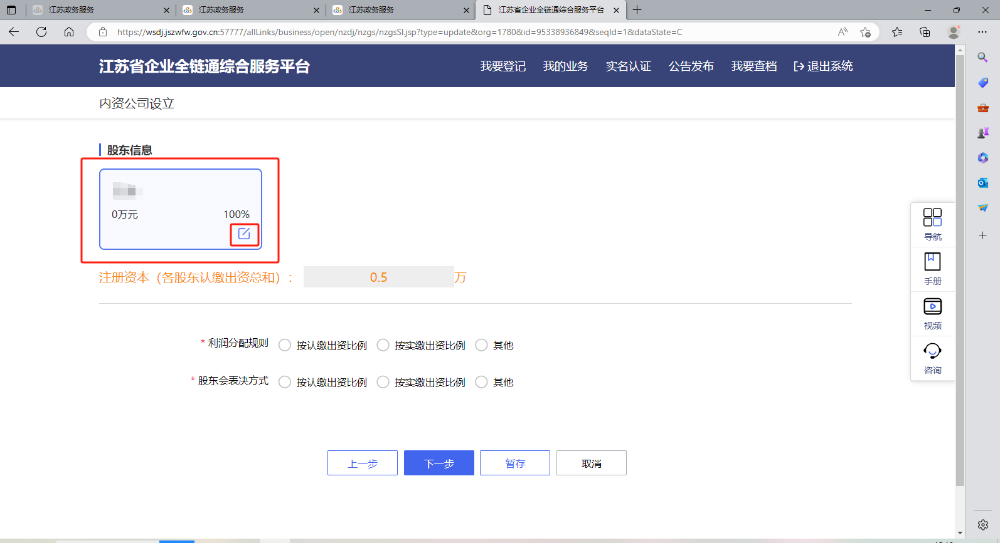 江苏政务服务
江苏政务服务
江苏政务服务
江苏省企业全链通综合服务平台
https://wsdj.jszwfw.gov.cn:57777/allLinks/business/open/nzdj/nzgs/nzgsSl.jsp?type=update&org=1780&id=95338936849&seqId=1&dataState=C
江苏省企业全链通综合服务平台
我要登记 我的业务 实名认证 公告发布 我要查档 退出系统
内资公司设立
股东信息
0万元 100%
注册资本（各股东认缴出资总和）： 0.5 万
* 利润分配规则 按认缴出资比例 按实缴出资比例 其他
* 股东会表决方式 按认缴出资比例 按实缴出资比例 其他
上一步 下一步 暂存 取消
导航
手册
视频
咨询